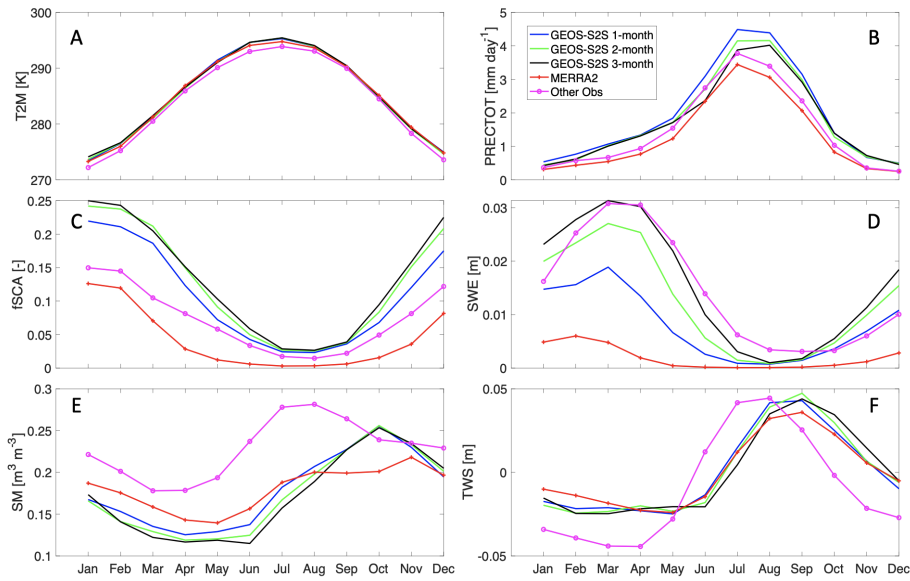 A
T2M [K]
300
290
280
270
B
PRECTOT [mm day-1]
5
4
3
2
1
0
GEOS-S2S 1-month
GEOS-S2S 2-month
GEOS-S2S 3-month
MERRA2
Other Obs
C
fSCA [-]
0.25
0.2
0.15
0.1
0.05
0
D
SWE [m]
0.03
0.02
0.01
0
E
SM [m3 m-3]
0.3
0.25
0.2
0.15
0.1
Jan Feb Mar Apr May Jun Jul Aug Sep Oct Nov Dec
F
TWS [m]
0.05
0
-0.05
Jan Feb Mar Apr May Jun Jul Aug Sep Oct Nov Dec